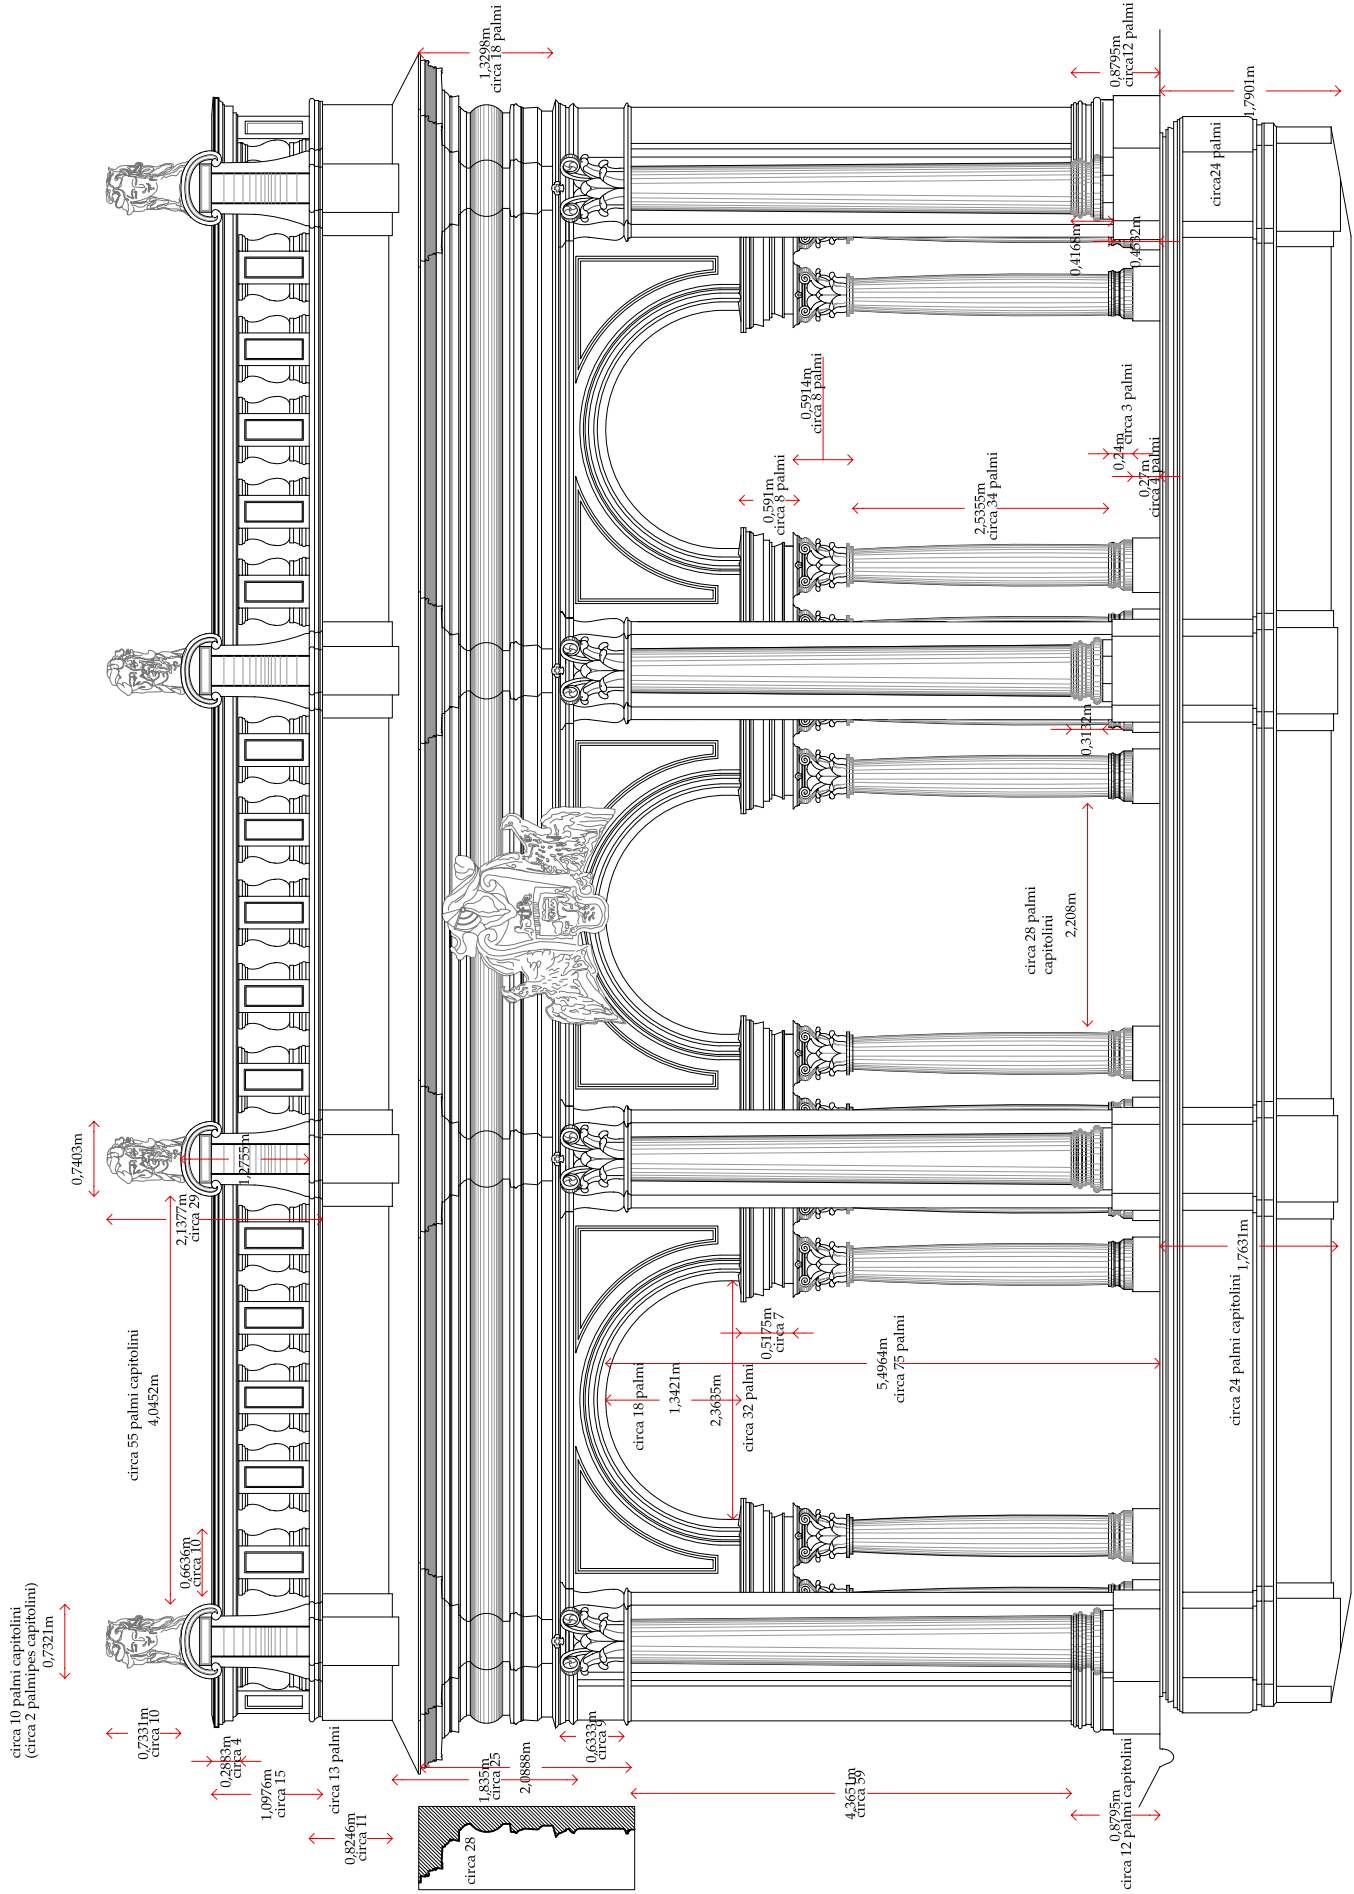 circa 10 palmi capitolini
(circa 2 palmipes capitolini)
0,7321m
0,7403m
circa 55 palmi capitolini
4,0452m
0,7331m
circa 10
0,6636m
circa 10
2,1377m
circa 29
1,2755m
0,2883m
circa 4
1,0976m
circa 15
circa 13 palmi
0,8246m
circa 11
1,3298m
circa 18 palmi
circa 28
1,835m
circa 25
2,0888m
0,6333m
circa 9
circa 18 palmi
1,3421m
2,3635m
circa 32 palmi
0,5175m
circa 7
0,591m
circa 8 palmi
0,5914m
circa 8 palmi
4,3651m
circa 59
5,4964m
circa 75 palmi
2,5355m
circa 34 palmi
circa 28 palmi
capitolini
2,208m
0,3132m
0,4168m
0,4532m
0,24m
circa 3 palmi
0,27m
circa 4 palmi
0,8795m
circa12 palmi
0,8795m
circa 12 palmi capitolini
circa24 palmi
1,7901m
circa 24 palmi capitolini
1,7631m